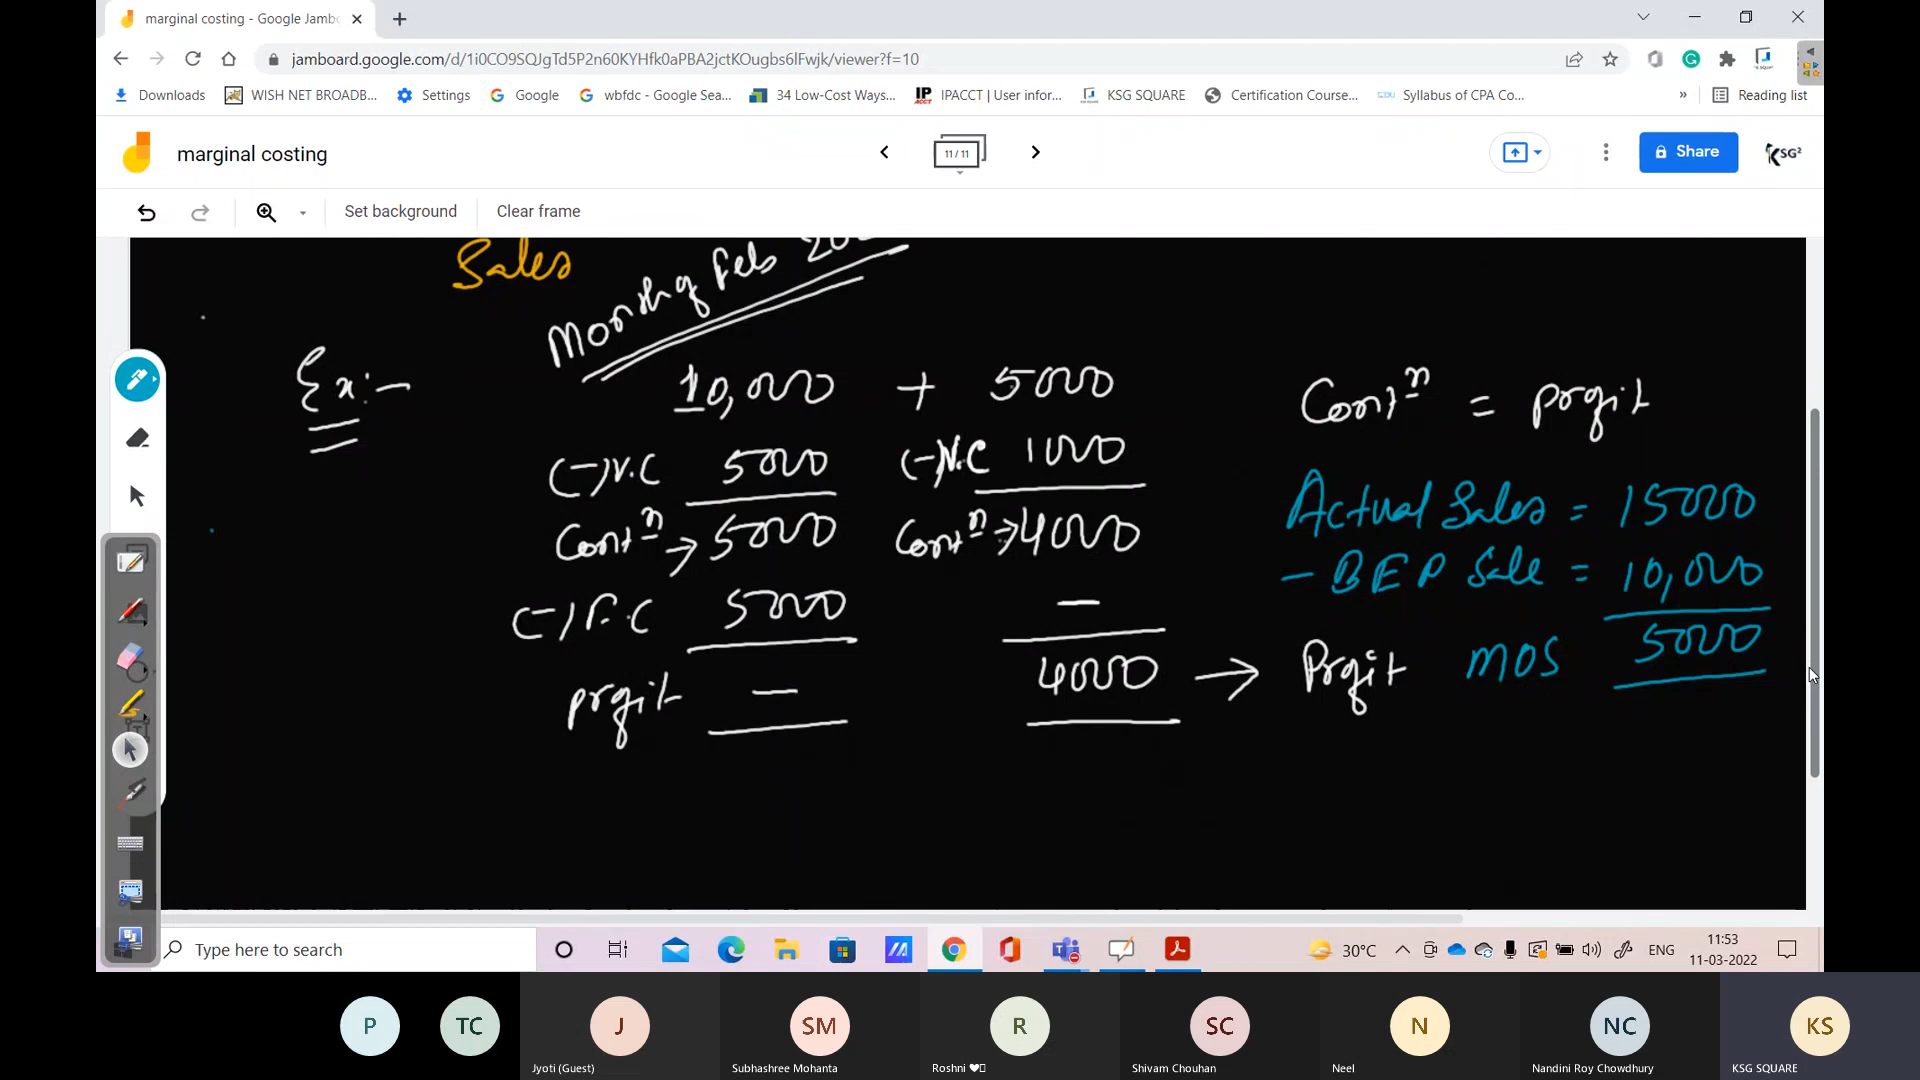 marginal costing - Google Jambo
jamboard.google.com/d/1i0CO9SQJgTd5P2n60KYHfk0aPBA2jctKOugbs6lFwjk/viewer?f=10
Downloads WISH NET BROADB... Settings Google wbfdc - Google Sea... 34 Low-Cost Ways... IPACCT | User infor... KSG SQUARE Certification Course... Syllabus of CPA Co... » Reading list
marginal costing 11 / 11 Share KSG²
Set background Clear frame
Sales
Month of Feb
Ex:- 10,000 + 5000 Contⁿ = profit
(-)V.C 5000 (-)V.C 1000 Actual Sales = 15000
Contⁿ → 5000 Contⁿ → 4000 - BEP Sale = 10,000
(-) F.C 5000 — 5000
profit — 4000 → Profit MOS
Type here to search 30°C ENG 11:53
11-03-2022
P TC J SM R SC N NC KS
Jyoti (Guest) Subhashree Mohanta Roshni ❤ Shivam Chouhan Neel Nandini Roy Chowdhury KSG SQUARE